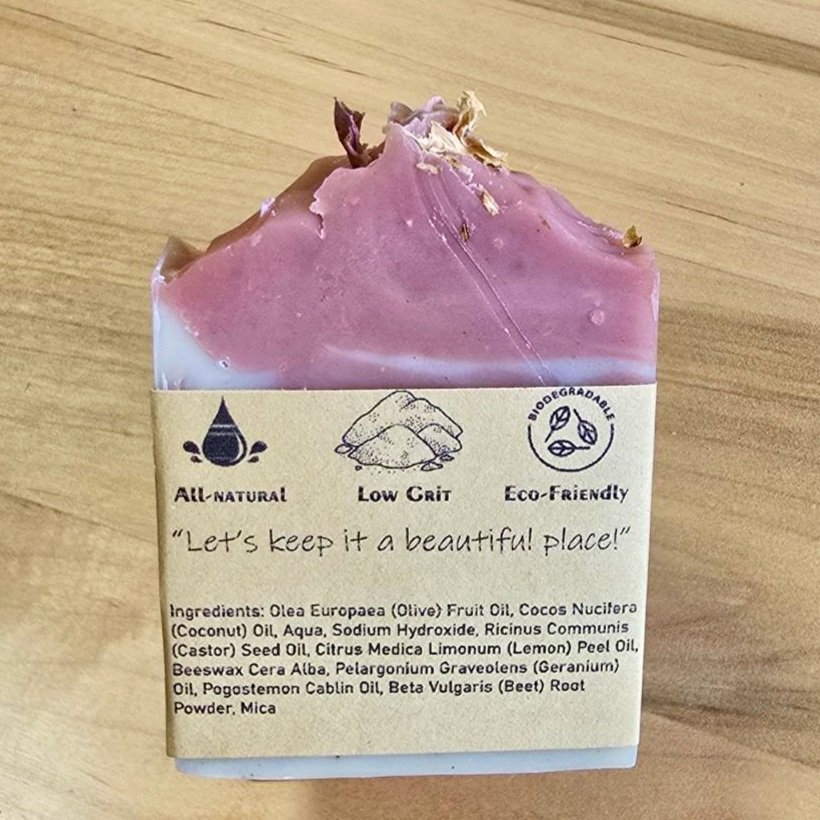 BIODEGRADABLE
All-natural Low Grit Eco-Friendly
“Let's keep it a beautiful place!”
Ingredients: Olea Europaea (Olive) Fruit Oil, Cocos Nucifera
(Coconut) Oil, Aqua, Sodium Hydroxide, Ricinus Communis
(Castor) Seed Oil, Citrus Medica Limonum (Lemon) Peel Oil,
Beeswax Cera Alba, Pelargonium Graveolens (Geranium)
Oil, Pogostemon Cablin Oil, Beta Vulgaris (Beet) Root
Powder, Mica